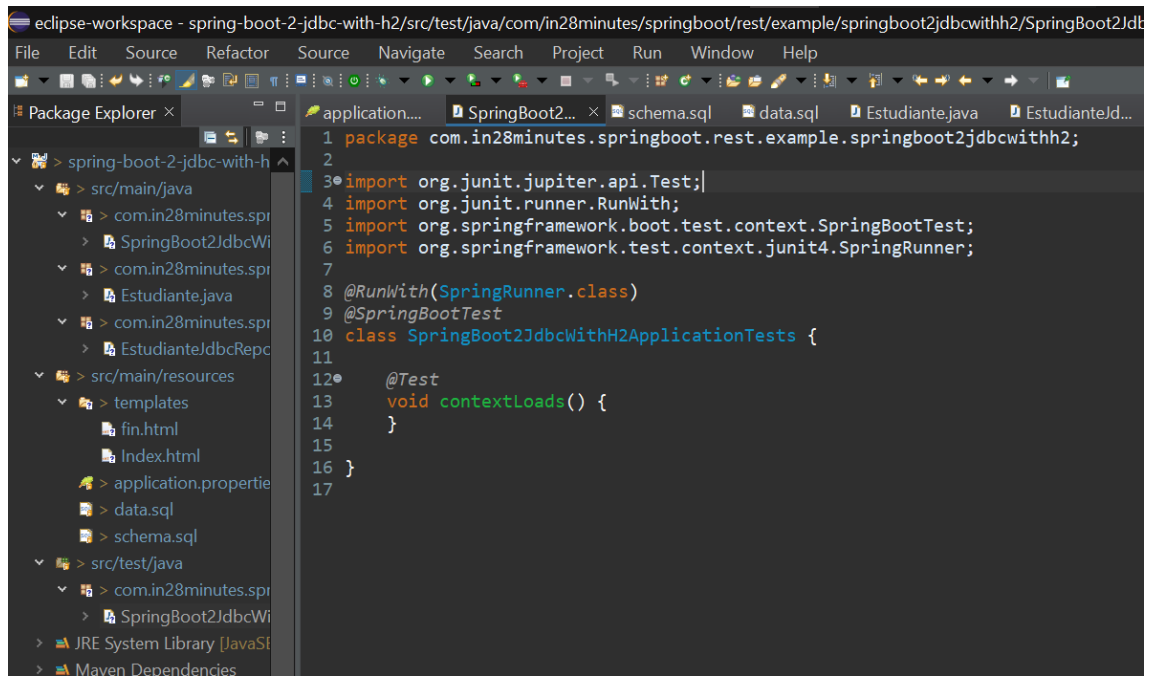 eclipse-workspace - spring-boot-2-jdbc-with-h2/src/test/java/com/in28minutes/springboot/rest/example/springboot2jdbcwithh2/SpringBoot2Jdb
File Edit Source Refactor Source Navigate Search Project Run Window Help
Package Explorer
application.... SpringBoot2... schema.sql data.sql Estudiante.java EstudianteJd...
> spring-boot-2-jdbc-with-h
> src/main/java
> com.in28minutes.spr
SpringBoot2JdbcWi
> com.in28minutes.spr
Estudiante.java
> com.in28minutes.spr
EstudianteJdbcRepo
> src/main/resources
> templates
fin.html
Index.html
> application.propertie
> data.sql
> schema.sql
> src/test/java
> com.in28minutes.spr
SpringBoot2JdbcWi
JRE System Library [JavaSE
Maven Dependencies
1 package com.in28minutes.springboot.rest.example.springboot2jdbcwithh2;
2
3 import org.junit.jupiter.api.Test;
4 import org.junit.runner.RunWith;
5 import org.springframework.boot.test.context.SpringBootTest;
6 import org.springframework.test.context.junit4.SpringRunner;
7
8 @RunWith(SpringRunner.class)
9 @SpringBootTest
10 class SpringBoot2JdbcWithH2ApplicationTests {
11
12 @Test
13 void contextLoads() {
14 }
15
16 }
17